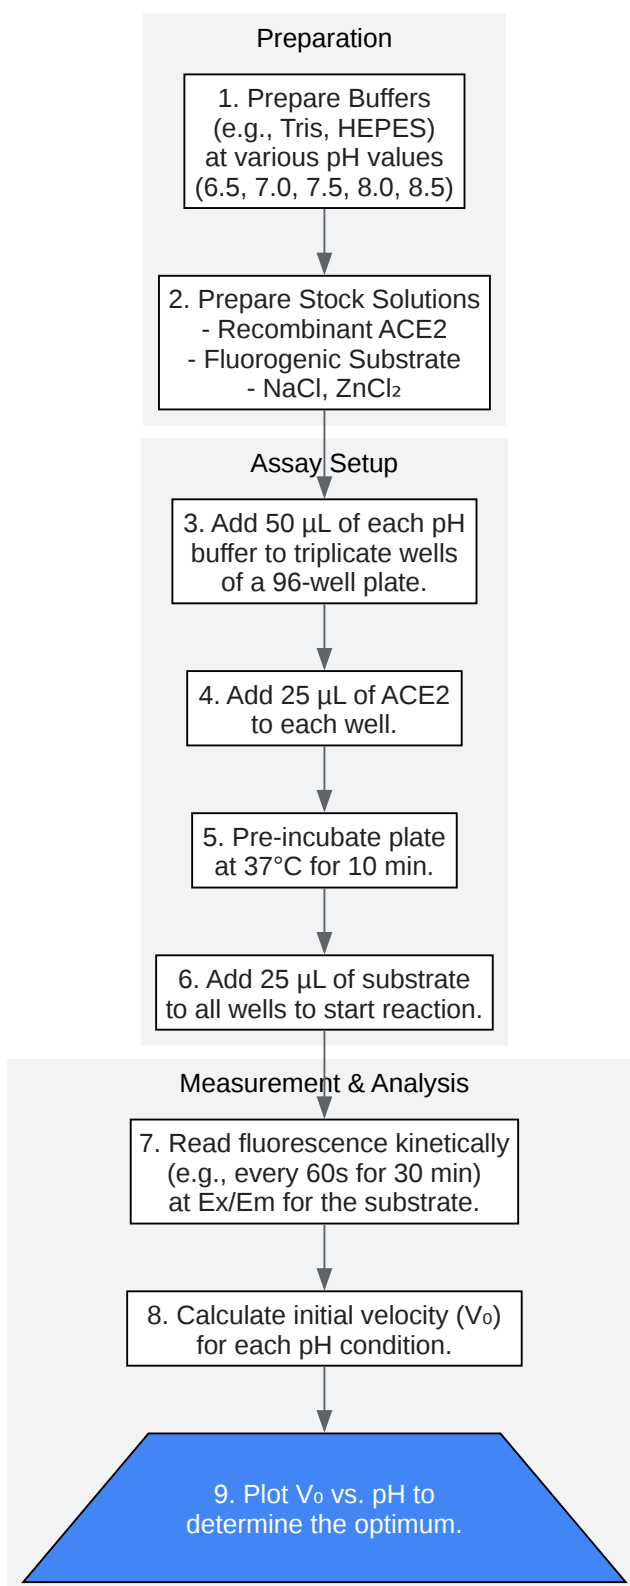 Preparation
1. Prepare Buffers
(e.g., Tris, HEPES)
at various pH values
(6.5, 7.0, 7.5, 8.0, 8.5)
2. Prepare Stock Solutions
- Recombinant ACE2
- Fluorogenic Substrate
- NaCl, ZnCl₂
Assay Setup
3. Add 50 µL of each pH
buffer to triplicate wells
of a 96-well plate.
4. Add 25 µL of ACE2
to each well.
5. Pre-incubate plate
at 37°C for 10 min.
6. Add 25 µL of substrate
to all wells to start reaction.
Measurement & Analysis
7. Read fluorescence kinetically
(e.g., every 60s for 30 min)
at Ex/Em for the substrate.
8. Calculate initial velocity (V₀)
for each pH condition.
9. Plot V₀ vs. pH to
determine the optimum.